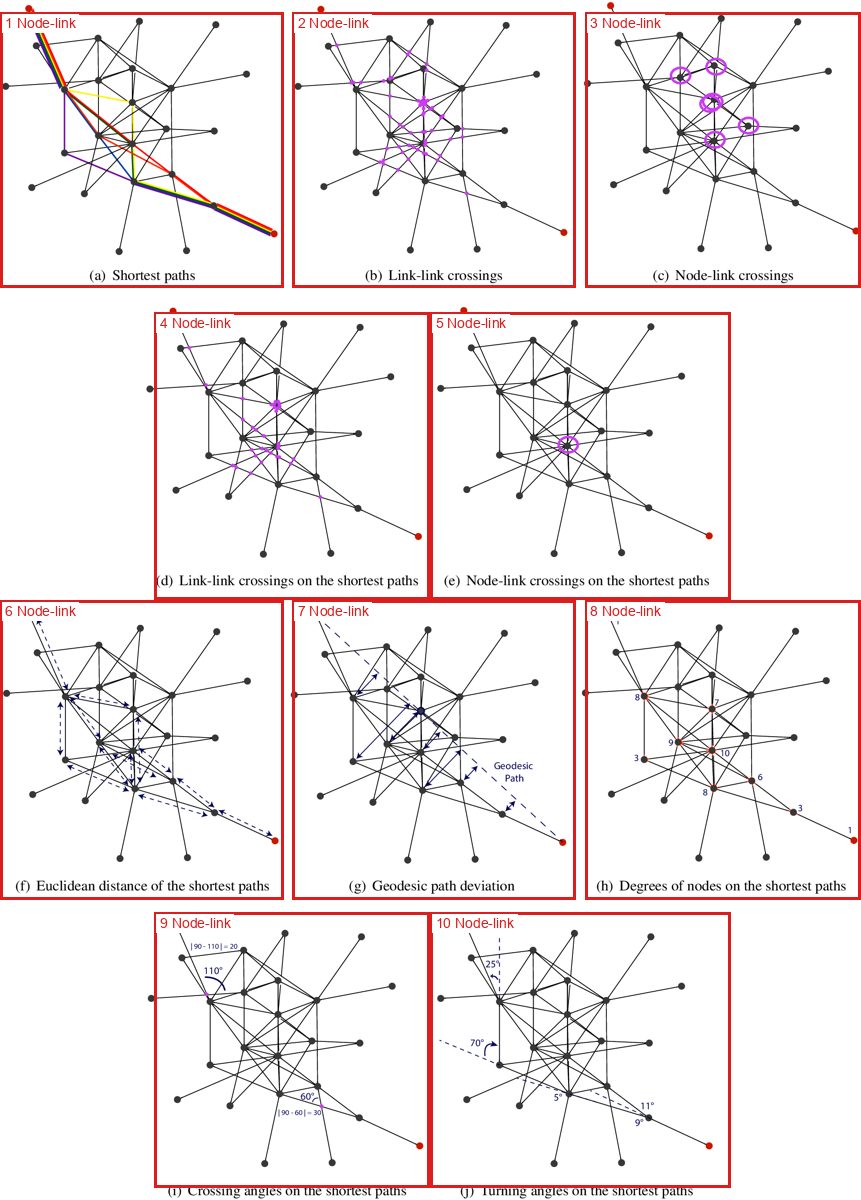 1 Node-link
2 Node-link
3 Node-link
(a) Shortest paths
(b) Link-link crossings
(c) Node-link crossings
4 Node-link
5 Node-link
(d) Link-link crossings on the shortest paths
(e) Node-link crossings on the shortest paths
6 Node-link
7 Node-link
8 Node-link
8
7
9
10
3
Geodesic
Path
6
8
3
1
(f) Euclidean distance of the shortest paths
(g) Geodesic path deviation
(h) Degrees of nodes on the shortest paths
9 Node-link
10 Node-link
| 90 - 110 | = 20
110°
25°
70°
60°
| 90 - 60 | = 30
5°
11°
9°
(i) Crossing angles on the shortest paths
(j) Turning angles on the shortest paths